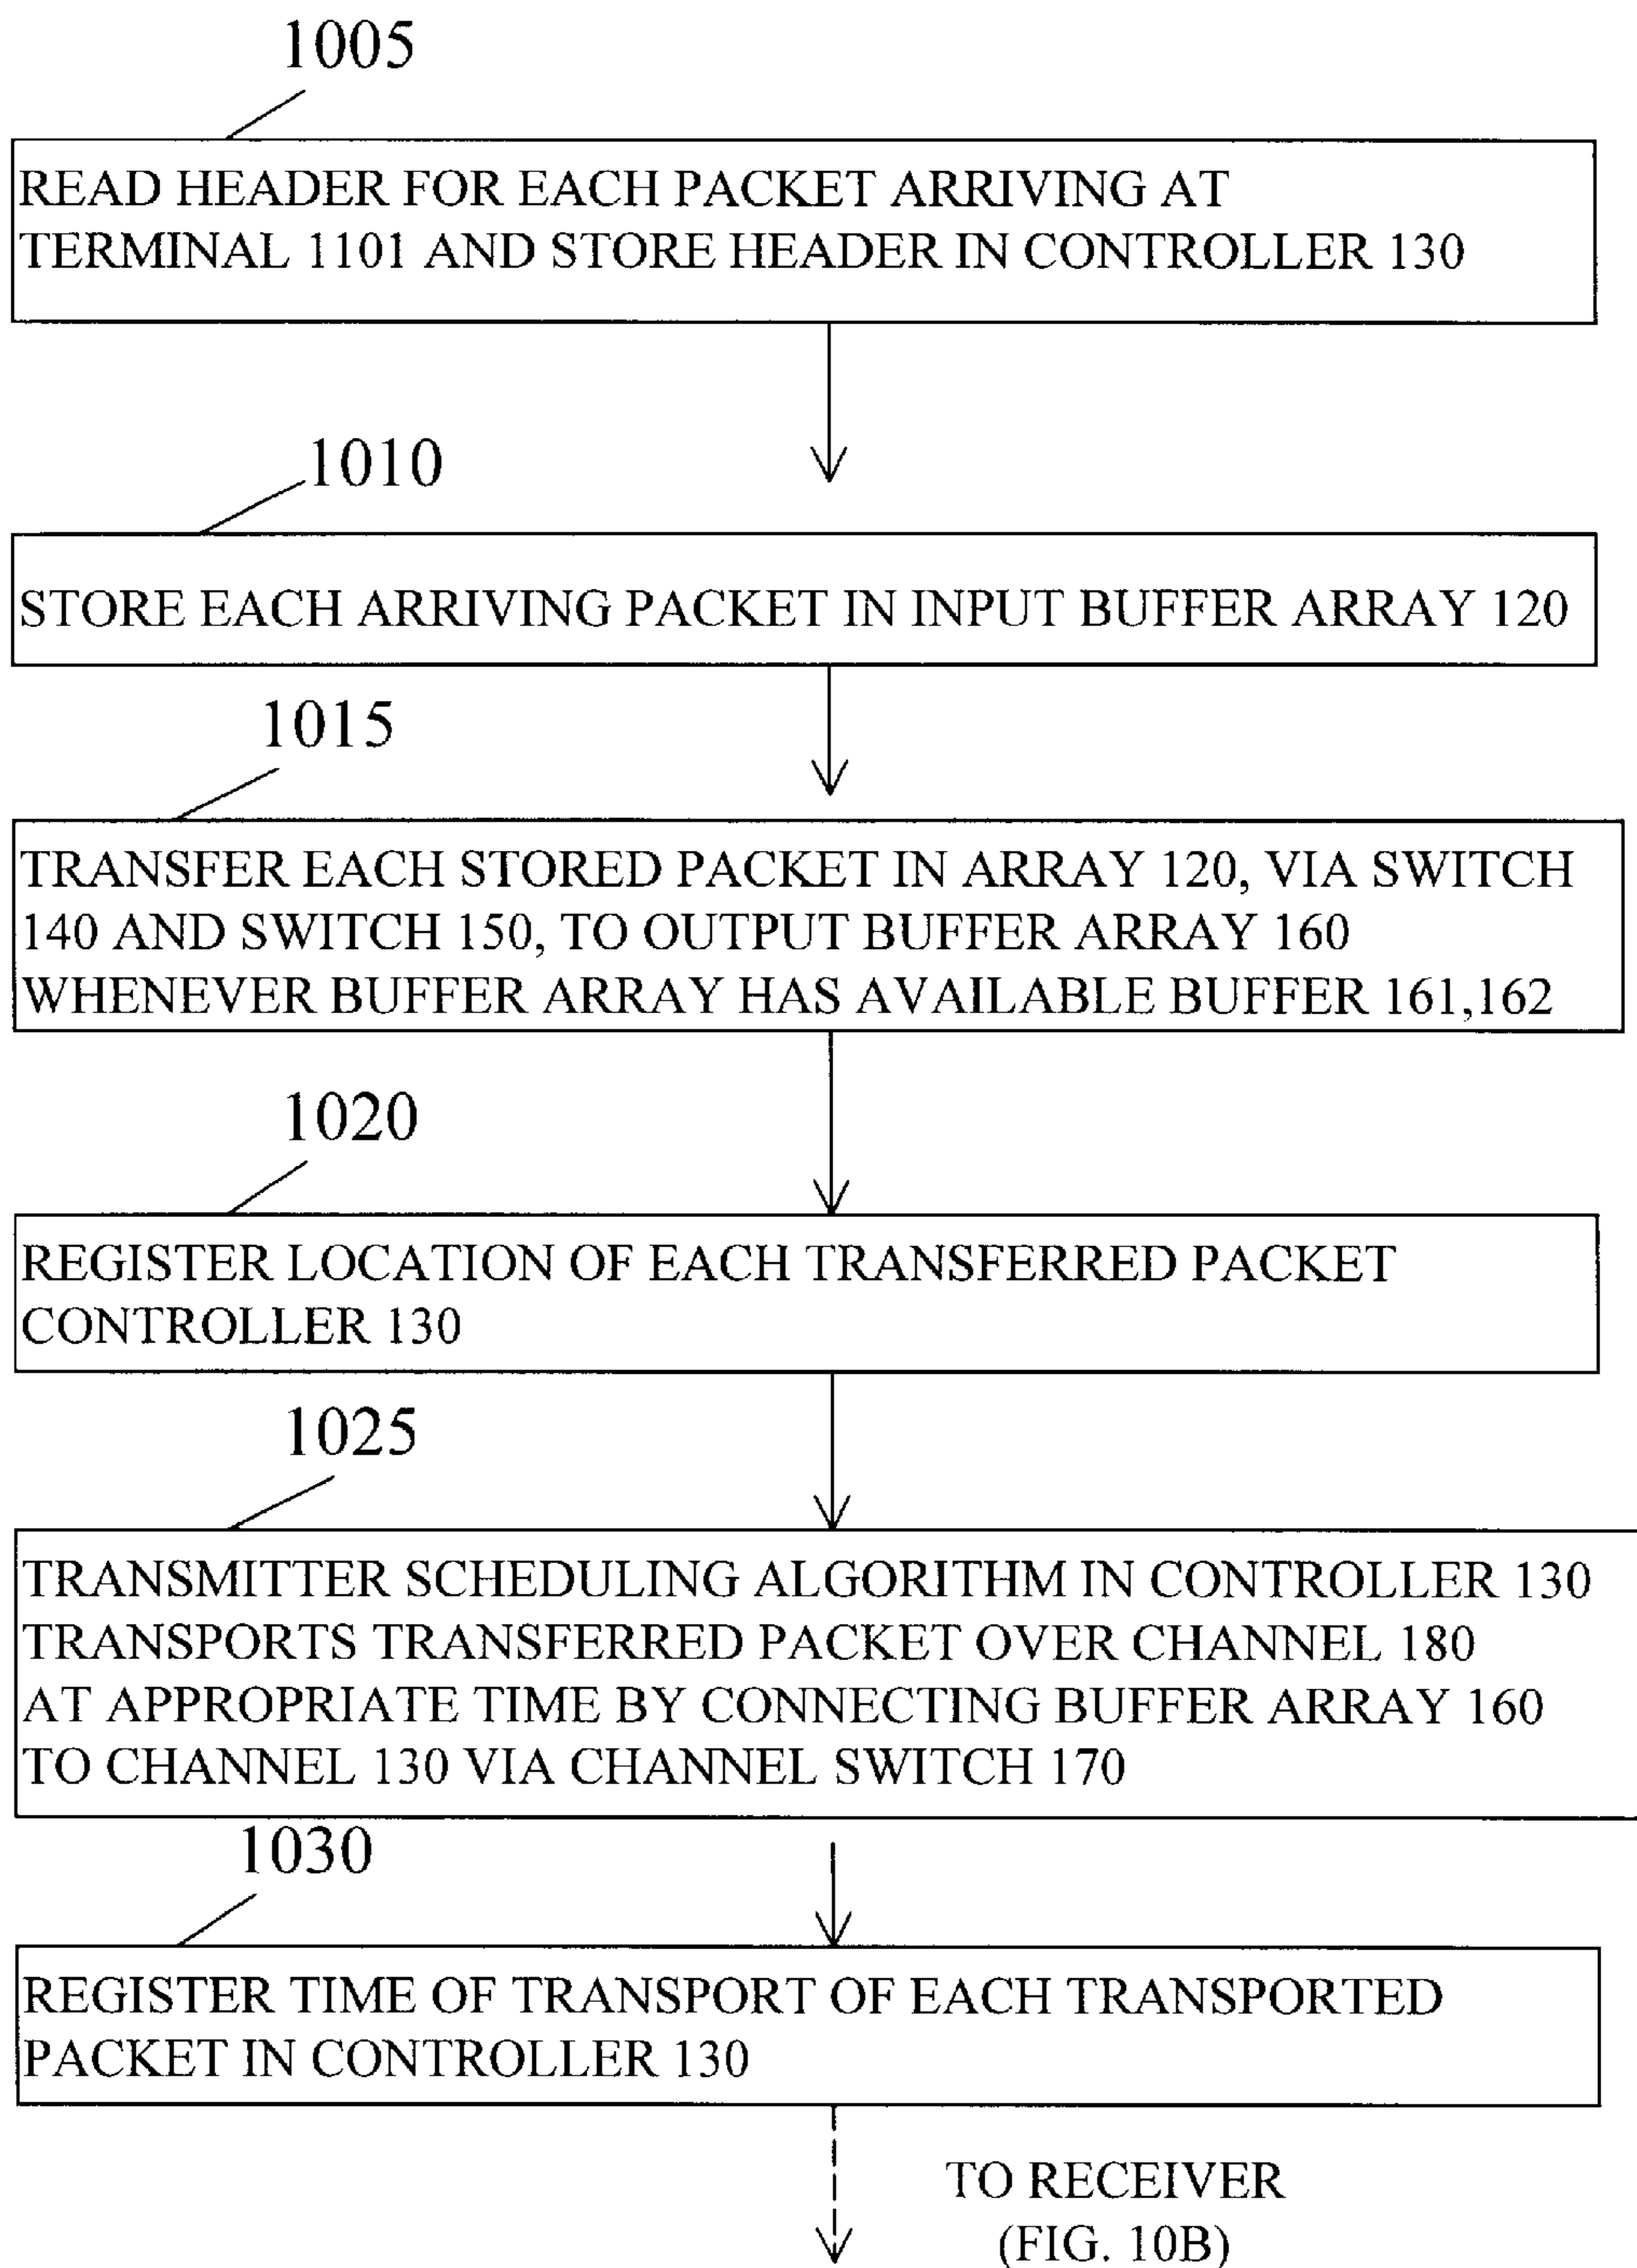 1005
READ HEADER FOR EACH PACKET ARRIVING AT
TERMINAL 1101 AND STORE HEADER IN CONTROLLER 130
1010
STORE EACH ARRIVING PACKET IN INPUT BUFFER ARRAY 120
1015
TRANSFER EACH STORED PACKET IN ARRAY 120, VIA SWITCH
140 AND SWITCH 150, TO OUTPUT BUFFER ARRAY 160
WHENEVER BUFFER ARRAY HAS AVAILABLE BUFFER 161,162
1020
REGISTER LOCATION OF EACH TRANSFERRED PACKET
CONTROLLER 130
1025
TRANSMITTER SCHEDULING ALGORITHM IN CONTROLLER 130
TRANSPORTS TRANSFERRED PACKET OVER CHANNEL 180
AT APPROPRIATE TIME BY CONNECTING BUFFER ARRAY 160
TO CHANNEL 130 VIA CHANNEL SWITCH 170
1030
REGISTER TIME OF TRANSPORT OF EACH TRANSPORTED
PACKET IN CONTROLLER 130
TO RECEIVER
(FIG. 10B)